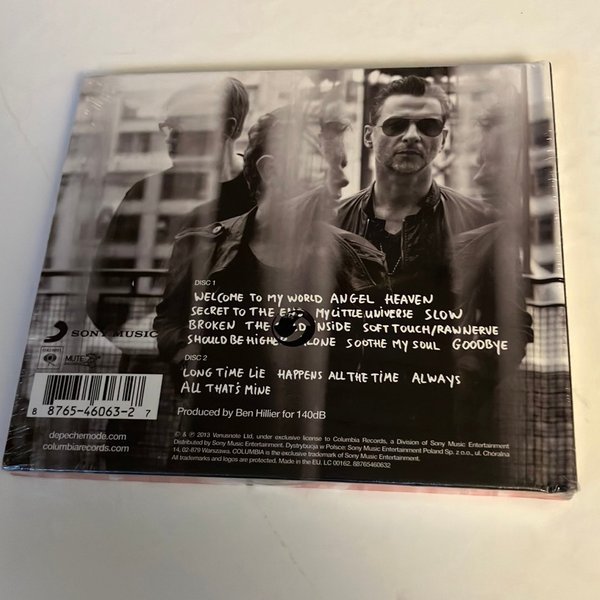 DISC 1
WELCOME TO MY WORLD ANGEL HEAVEN
SECRET TO THE END MY LITTLE UNIVERSE SLOW
BROKEN THE INSIDE SOFT TOUCH/RAW NERVE
SHOULD BE HIGHER ALONE SOOTHE MY SOUL GOODBYE
DISC 2
LONG TIME LIE HAPPENS ALL THE TIME ALWAYS
ALL THAT'S MINE
Produced by Ben Hillier for 140dB
SONY MUSIC
COLUMBIA MUTE
8 8765-46063-2 7
depechemode.com
columbiarecords.com
© & ℗ 2013 Venusnote Ltd, under exclusive license to Columbia Records, a Division of Sony Music Entertainment.
Distributed by Sony Music Entertainment. Dystrybucja w Polsce: Sony Music Entertainment Poland Sp. z o.o., ul. Choralna
14, 02-879 Warszawa. COLUMBIA is the exclusive trademark of Sony Music Entertainment.
All trademarks and logos are protected. Made in the EU. LC 00162. 88765460632